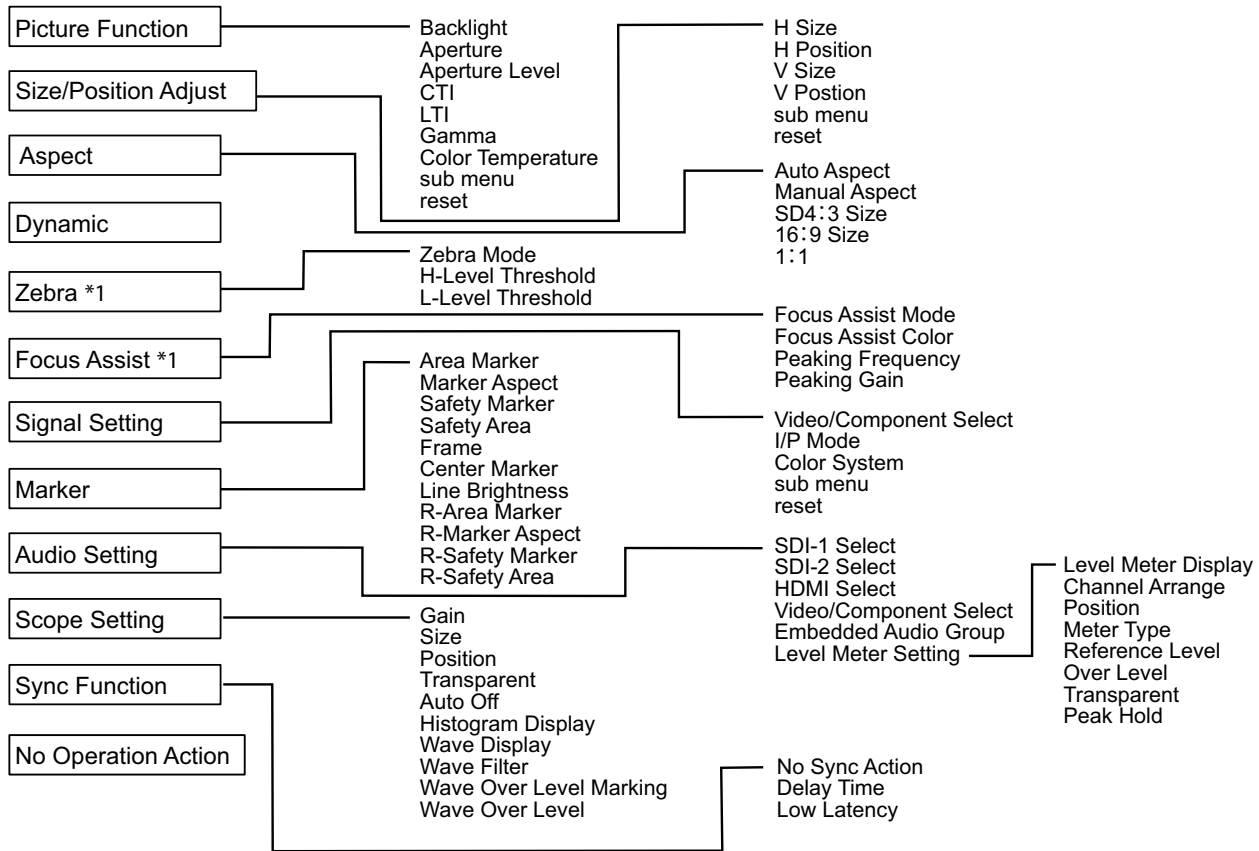 Picture Function
Size/Position Adjust
Aspect
Dynamic
Zebra *1
Focus Assist *1
Signal Setting
Marker
Audio Setting
Scope Setting
Sync Function
No Operation Action
Backlight
Aperture
Aperture Level
CTI
LTI
Gamma
Color Temperature
sub menu
reset
Zebra Mode
H-Level Threshold
L-Level Threshold
Area Marker
Marker Aspect
Safety Marker
Safety Area
Frame
Center Marker
Line Brightness
R-Area Marker
R-Marker Aspect
R-Safety Marker
R-Safety Area
Gain
Size
Position
Transparent
Auto Off
Histogram Display
Wave Display
Wave Filter
Wave Over Level Marking
Wave Over Level
H Size
H Position
V Size
V Postion
sub menu
reset
Auto Aspect
Manual Aspect
SD4:3 Size
16:9 Size
1:1
Focus Assist Mode
Focus Assist Color
Peaking Frequency
Peaking Gain
Video/Component Select
I/P Mode
Color System
sub menu
reset
SDI-1 Select
SDI-2 Select
HDMI Select
Video/Component Select
Embedded Audio Group
Level Meter Setting
Level Meter Display
Channel Arrange
Position
Meter Type
Reference Level
Over Level
Transparent
Peak Hold
No Sync Action
Delay Time
Low Latency